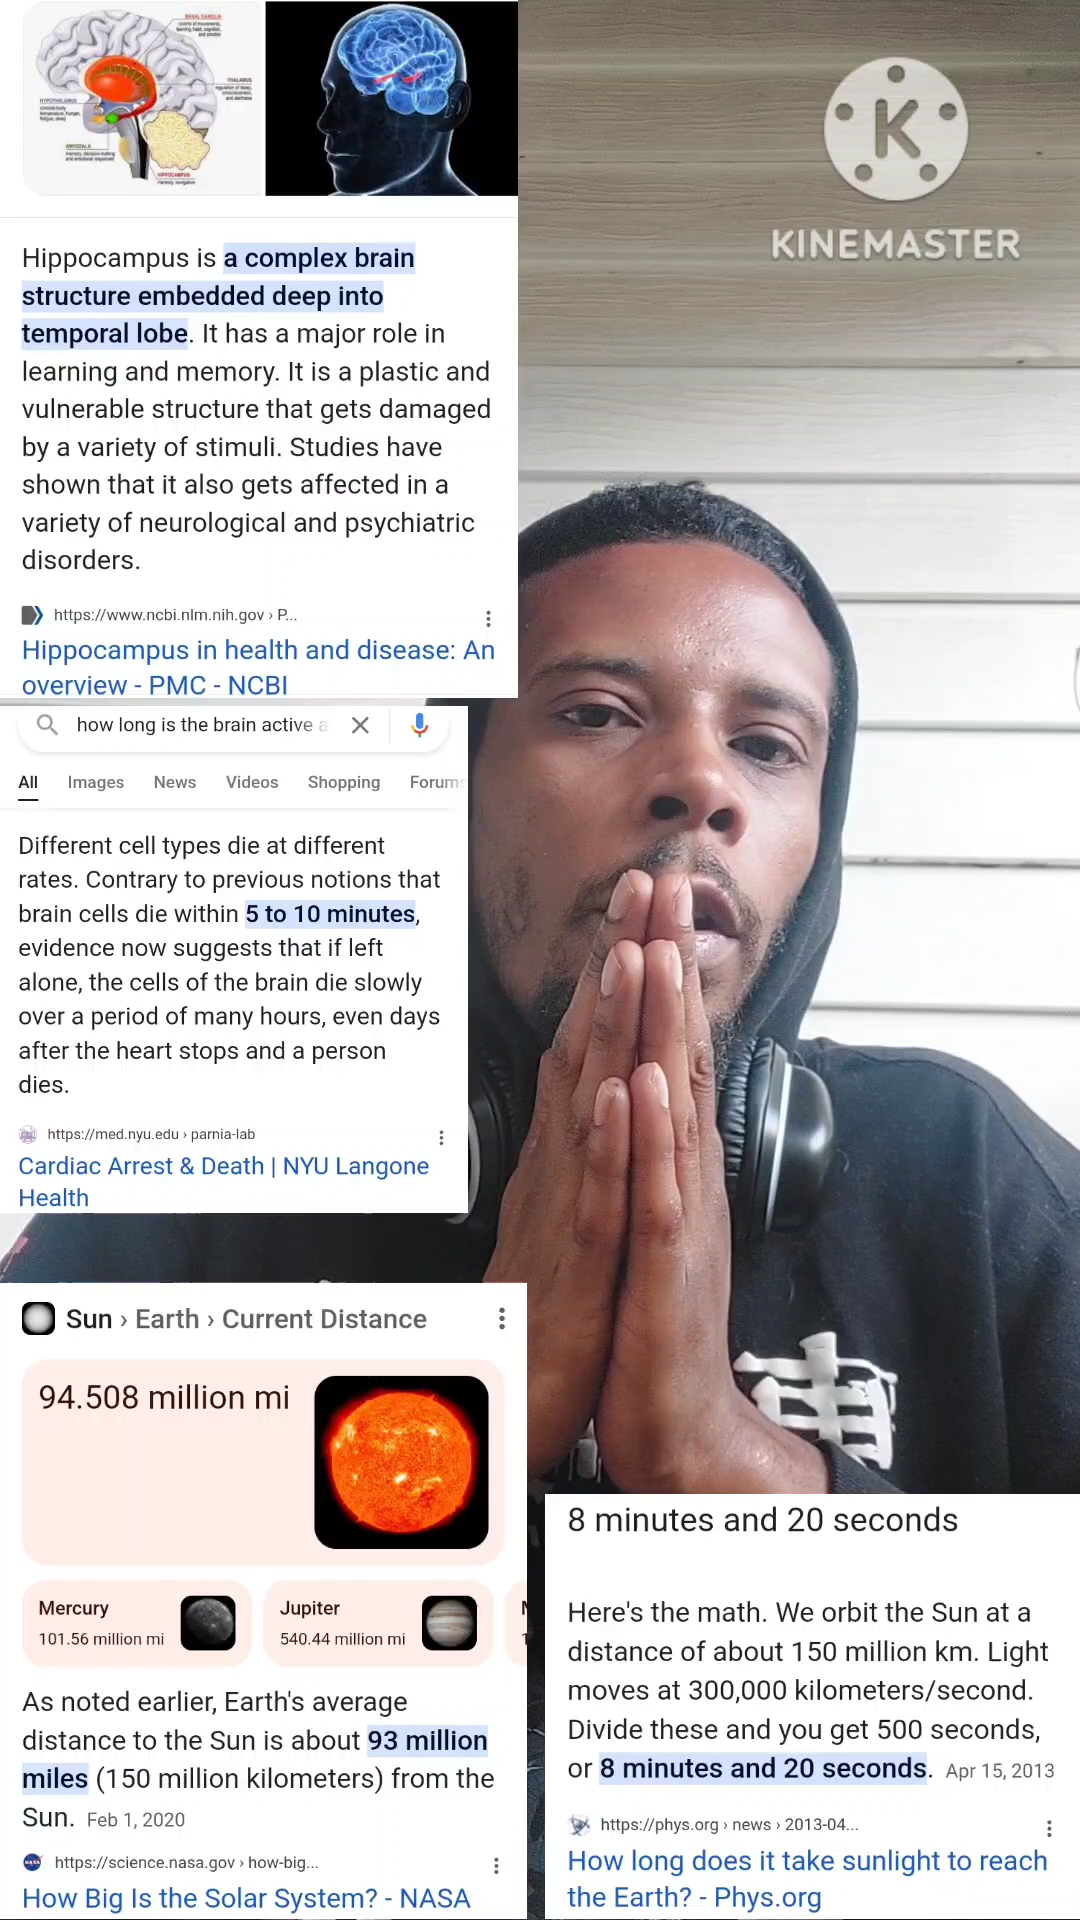 BASAL GANGLIA
THALAMUS
HYPOTHALAMUS
AMYGDALA
HIPPOCAMPUS
memory, navigation
K
KINEMASTER
Hippocampus is a complex brain
structure embedded deep into
temporal lobe. It has a major role in
learning and memory. It is a plastic and
vulnerable structure that gets damaged
by a variety of stimuli. Studies have
shown that it also gets affected in a
variety of neurological and psychiatric
disorders.
https://www.ncbi.nlm.nih.gov › P...
Hippocampus in health and disease: An
overview - PMC - NCBI
how long is the brain active a
All Images News Videos Shopping Forums
Different cell types die at different
rates. Contrary to previous notions that
brain cells die within 5 to 10 minutes,
evidence now suggests that if left
alone, the cells of the brain die slowly
over a period of many hours, even days
after the heart stops and a person
dies.
https://med.nyu.edu › parnia-lab
Cardiac Arrest & Death | NYU Langone
Health
Sun › Earth › Current Distance
94.508 million mi
Mercury
101.56 million mi
Jupiter
540.44 million mi
As noted earlier, Earth's average
distance to the Sun is about 93 million
miles (150 million kilometers) from the
Sun. Feb 1, 2020
https://science.nasa.gov › how-big...
How Big Is the Solar System? - NASA
8 minutes and 20 seconds
Here's the math. We orbit the Sun at a
distance of about 150 million km. Light
moves at 300,000 kilometers/second.
Divide these and you get 500 seconds,
or 8 minutes and 20 seconds. Apr 15, 2013
https://phys.org › news › 2013-04...
How long does it take sunlight to reach
the Earth? - Phys.org